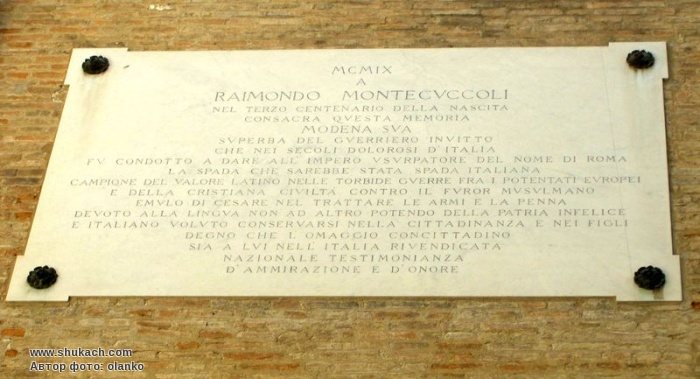 MCMIX
A
RAIMONDO MONTECVCCOLI
NEL TERZO CENTENARIO DELLA NASCITA
CONSACRA QVESTA MEMORIA
MODENA SVA
SVPERBA DEL GVERRIERO INVITTO
CHE NEI SECOLI DOLOROSI D'ITALIA
FV CONDOTTO A DARE ALL'IMPERO VSVRPATORE DEL NOME DI ROMA
LA SPADA CHE SAREBBE STATA SPADA ITALIANA
CAMPIONE DEL VALORE LATINO NELLE TORBIDE GVERRE FRA I POTENTATI EVROPEI
E DELLA CRISTIANA CIVILTA CONTRO IL FVROR MVSVLMANO
EMVLO DI CESARE NEL TRATTARE LE ARMI E LA PENNA
DEVOTO ALLA LINGVA NON AD ALTRO POTENDO DELLA PATRIA INFELICE
E ITALIANO VOLVTO CONSERVARSI NELLA CITTADINANZA E NEI FIGLI
DEGNO CHE L'OMAGGIO CONCITTADINO
SIA A LVI NELL'ITALIA RIVENDICATA
NAZIONALE TESTIMONIANZA
D'AMMIRAZIONE E D'ONORE
www.shukach.com
Автор фото: olanko